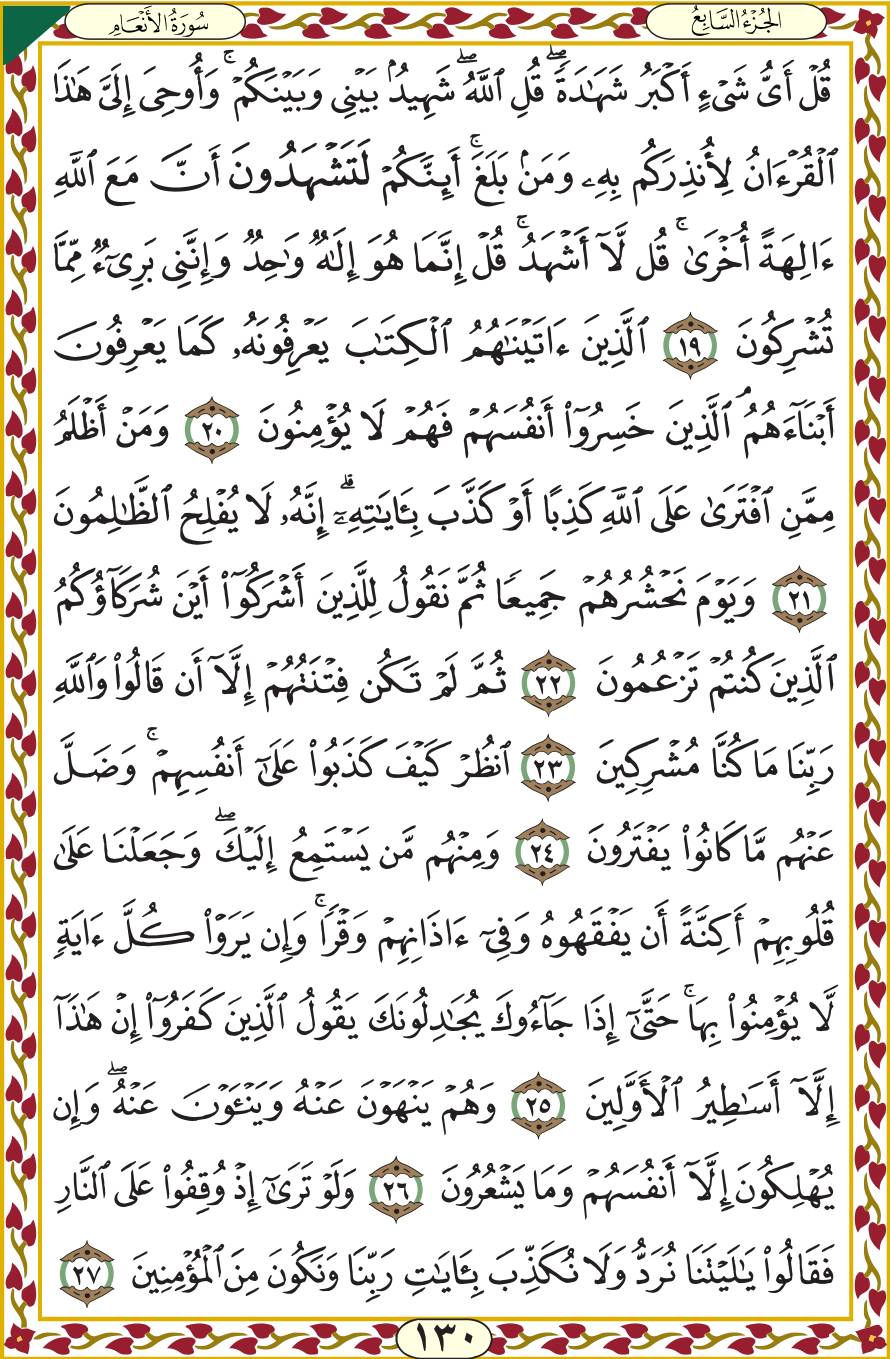 الجُزْءُ السَّابِعُ
سُورَةُ الأَنْعَامِ
قُلْ أَىُّ شَىْءٍ أَكْبَرُ شَهَٰدَةًۖ قُلِ ٱللَّهُۖ شَهِيدُۢ بَيْنِى وَبَيْنَكُمْۚ وَأُوحِىَ إِلَىَّ هَٰذَا
ٱلْقُرْءَانُ لِأُنذِرَكُم بِهِۦ وَمَنۢ بَلَغَۚ أَئِنَّكُمْ لَتَشْهَدُونَ أَنَّ مَعَ ٱللَّهِ
ءَالِهَةً أُخْرَىٰۚ قُل لَّآ أَشْهَدُۚ قُلْ إِنَّمَا هُوَ إِلَٰهٌ وَٰحِدٌ وَإِنَّنِى بَرِىٓءٌ مِّمَّا
تُشْرِكُونَ ١٩ ٱلَّذِينَ ءَاتَيْنَٰهُمُ ٱلْكِتَٰبَ يَعْرِفُونَهُۥ كَمَا يَعْرِفُونَ
أَبْنَآءَهُمُۘ ٱلَّذِينَ خَسِرُوٓا۟ أَنفُسَهُمْ فَهُمْ لَا يُؤْمِنُونَ ٢٠ وَمَنْ أَظْلَمُ
مِمَّنِ ٱفْتَرَىٰ عَلَى ٱللَّهِ كَذِبًا أَوْ كَذَّبَ بِـَٔايَٰتِهِۦٓۗ إِنَّهُۥ لَا يُفْلِحُ ٱلظَّٰلِمُونَ
٢١ وَيَوْمَ نَحْشُرُهُمْ جَمِيعًا ثُمَّ نَقُولُ لِلَّذِينَ أَشْرَكُوٓا۟ أَيْنَ شُرَكَآؤُكُمُ
ٱلَّذِينَ كُنتُمْ تَزْعُمُونَ ٢٢ ثُمَّ لَمْ تَكُن فِتْنَتُهُمْ إِلَّآ أَن قَالُوا۟ وَٱللَّهِ
رَبِّنَا مَا كُنَّا مُشْرِكِينَ ٢٣ ٱنظُرْ كَيْفَ كَذَبُوا۟ عَلَىٰٓ أَنفُسِهِمْۚ وَضَلَّ
عَنْهُم مَّا كَانُوا۟ يَفْتَرُونَ ٢٤ وَمِنْهُم مَّن يَسْتَمِعُ إِلَيْكَۖ وَجَعَلْنَا عَلَىٰ
قُلُوبِهِمْ أَكِنَّةً أَن يَفْقَهُوهُ وَفِىٓ ءَاذَانِهِمْ وَقْرًاۚ وَإِن يَرَوْا۟ كُلَّ ءَايَةٍ
لَّا يُؤْمِنُوا۟ بِهَاۚ حَتَّىٰٓ إِذَا جَآءُوكَ يُجَٰدِلُونَكَ يَقُولُ ٱلَّذِينَ كَفَرُوٓا۟ إِنْ هَٰذَآ
إِلَّآ أَسَٰطِيرُ ٱلْأَوَّلِينَ ٢٥ وَهُمْ يَنْهَوْنَ عَنْهُ وَيَنْـَٔوْنَ عَنْهُۖ وَإِن
يُهْلِكُونَ إِلَّآ أَنفُسَهُمْ وَمَا يَشْعُرُونَ ٢٦ وَلَوْ تَرَىٰٓ إِذْ وُقِفُوا۟ عَلَى ٱلنَّارِ
فَقَالُوا۟ يَٰلَيْتَنَا نُرَدُّ وَلَا نُكَذِّبَ بِـَٔايَٰتِ رَبِّنَا وَنَكُونَ مِنَ ٱلْمُؤْمِنِينَ ٢٧
١٣٠